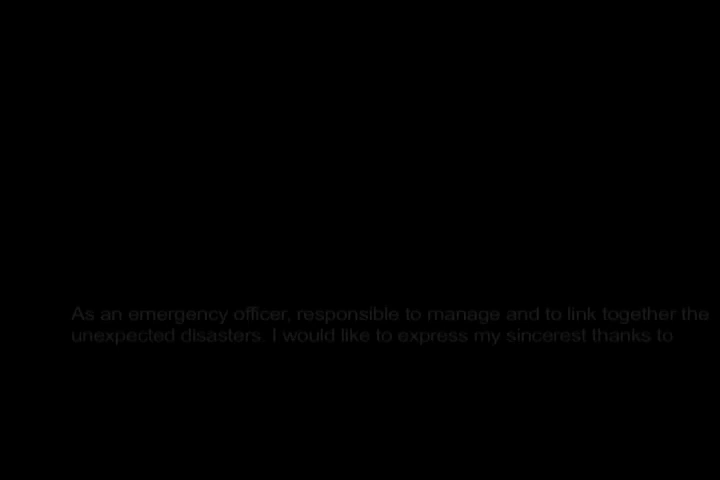 As an emergency officer, responsible to manage and to link together the
unexpected disasters. I would like to express my sincerest thanks to